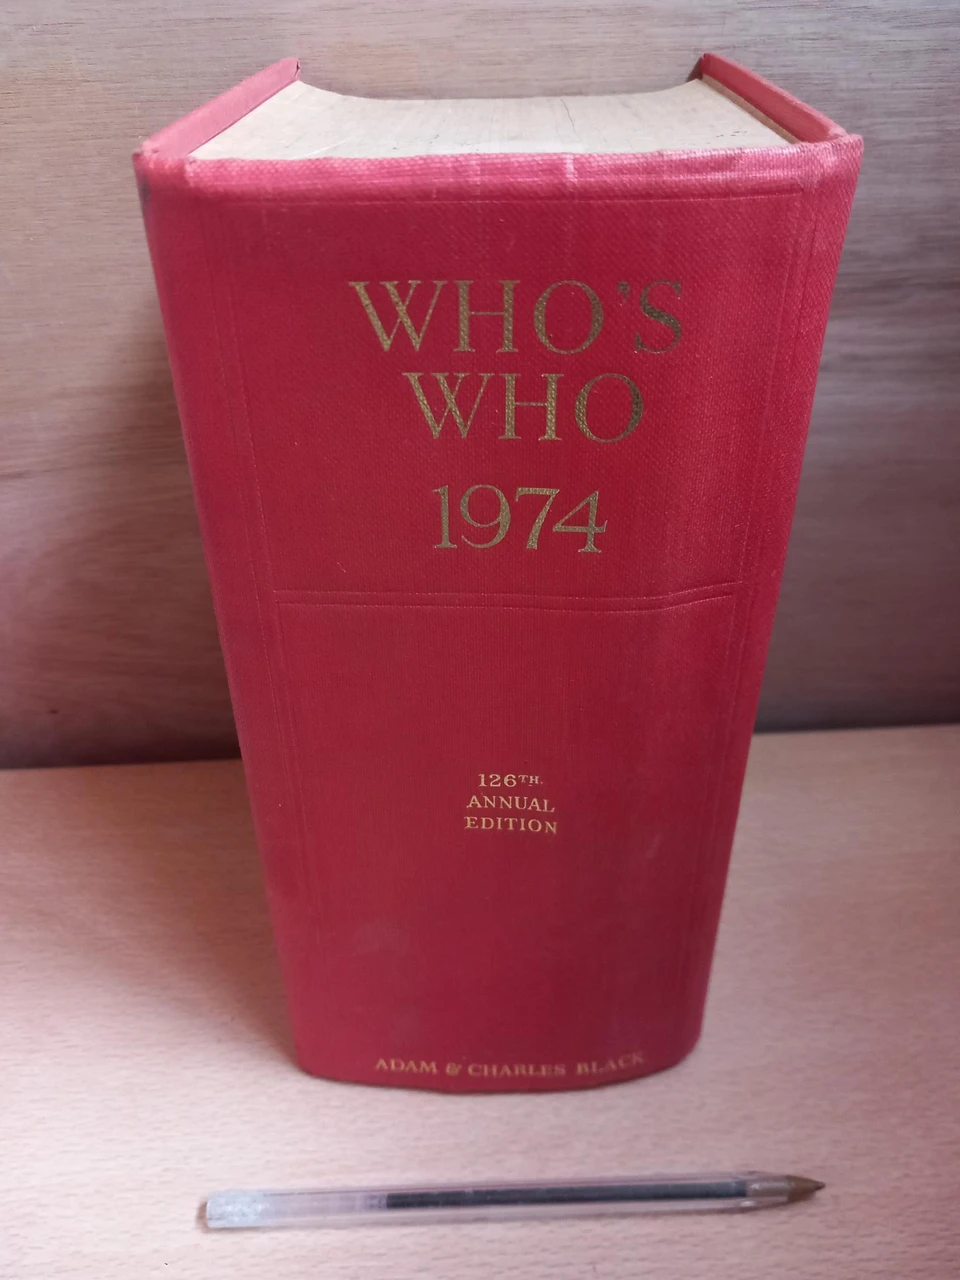 WHO'S
WHO
1974
126TH.
ANNUAL
EDITION
ADAM & CHARLES BLACK